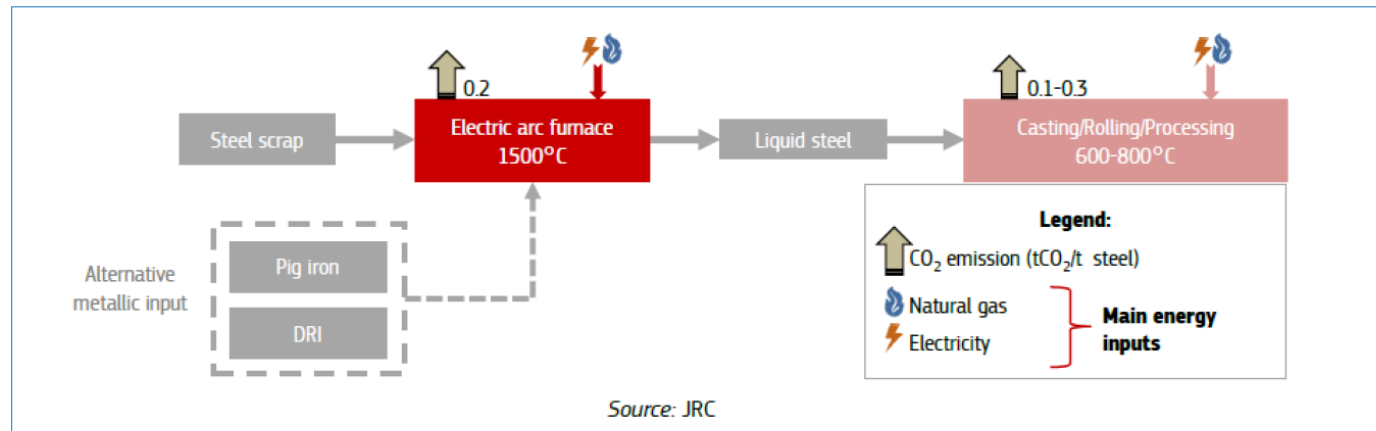 0.2
0.1-0.3
Steel scrap
Electric arc furnace
1500°C
Liquid steel
Casting/Rolling/Processing
600-800°C
Alternative
metallic input
Pig iron
DRI
Legend:
CO₂ emission (tCO₂/t steel)
Natural gas
Electricity
Main energy
inputs
Source: JRC